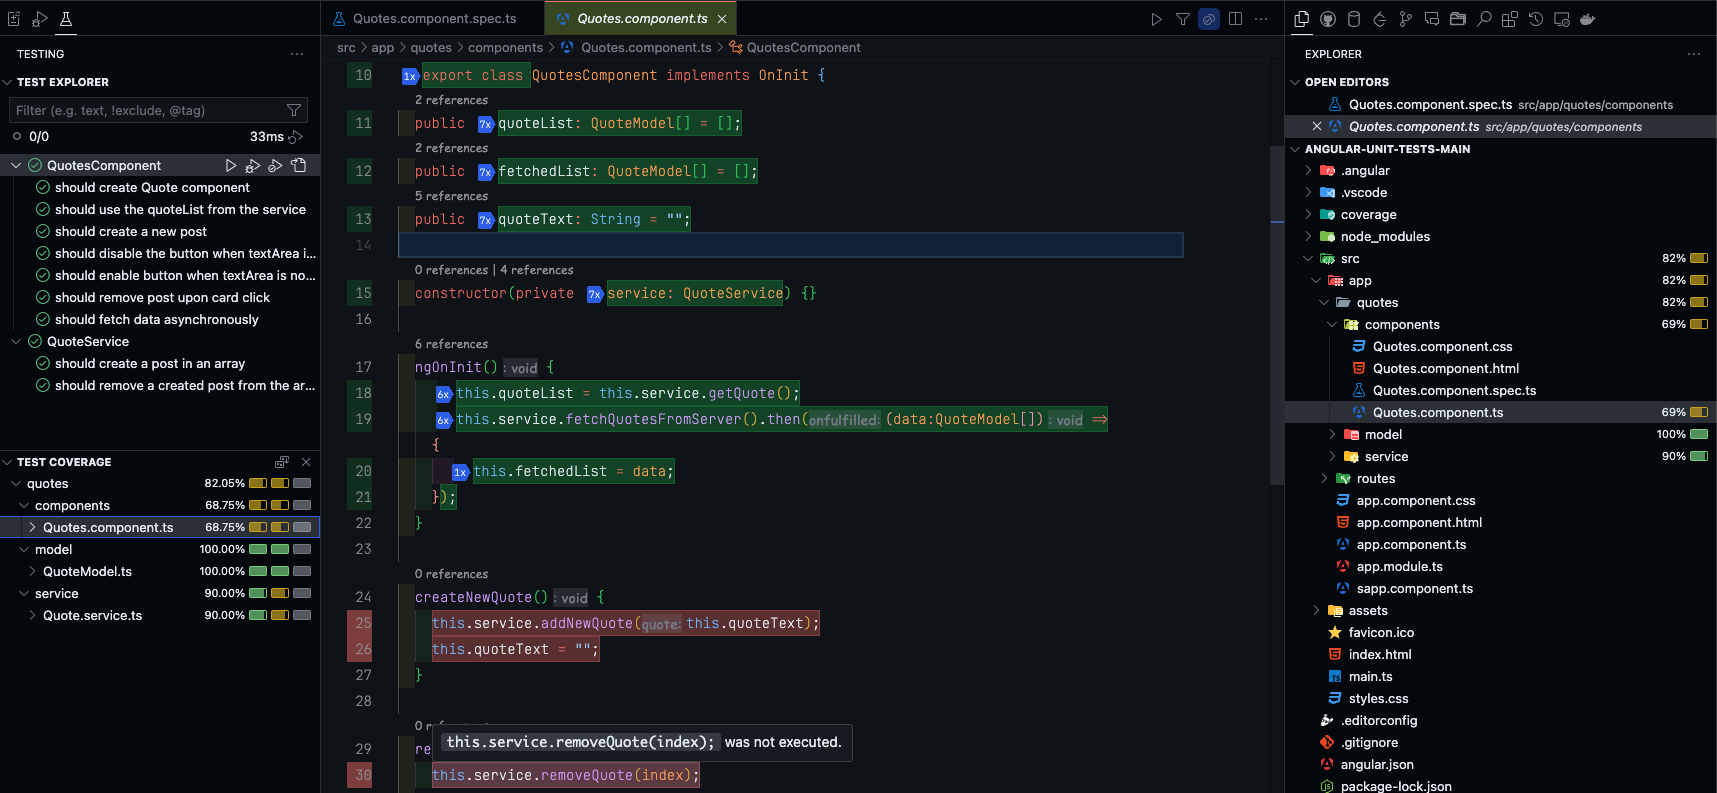 TESTING
TEST EXPLORER
Filter (e.g. text, !exclude, @tag)
0/0 33ms
QuotesComponent
should create Quote component
should use the quoteList from the service
should create a new post
should disable the button when textArea i...
should enable button when textArea is no...
should remove post upon card click
should fetch data asynchronously
QuoteService
should create a post in an array
should remove a created post from the ar...
TEST COVERAGE
quotes 82.05%
components 68.75%
Quotes.component.ts 68.75%
model 100.00%
QuoteModel.ts 100.00%
service 90.00%
Quote.service.ts 90.00%
Quotes.component.spec.ts Quotes.component.ts
src > app > quotes > components > Quotes.component.ts > QuotesComponent
10 1x export class QuotesComponent implements OnInit {
2 references
11 public 7x quoteList: QuoteModel[] = [];
2 references
12 public 7x fetchedList: QuoteModel[] = [];
5 references
13 public 7x quoteText: String = "";
14
0 references | 4 references
15 constructor(private 7x service: QuoteService) {}
16
6 references
17 ngOnInit() : void {
18 6x this.quoteList = this.service.getQuote();
19 6x this.service.fetchQuotesFromServer().then(onfulfilled: (data:QuoteModel[]) : void =>
{
20 1x this.fetchedList = data;
21 });
22 }
23
0 references
24 createNewQuote() : void {
25 this.service.addNewQuote(quote: this.quoteText);
26 this.quoteText = "";
27 }
28
0
this.service.removeQuote(index); was not executed.
29 re
30 this.service.removeQuote(index);
EXPLORER
OPEN EDITORS
Quotes.component.spec.ts src/app/quotes/components
Quotes.component.ts src/app/quotes/components
ANGULAR-UNIT-TESTS-MAIN
.angular
.vscode
coverage
node_modules
src 82%
app 82%
quotes 82%
components 69%
Quotes.component.css
Quotes.component.html
Quotes.component.spec.ts
Quotes.component.ts 69%
model 100%
service 90%
routes
app.component.css
app.component.html
app.component.ts
app.module.ts
sapp.component.ts
assets
favicon.ico
index.html
main.ts
styles.css
.editorconfig
.gitignore
angular.json
package-lock.json